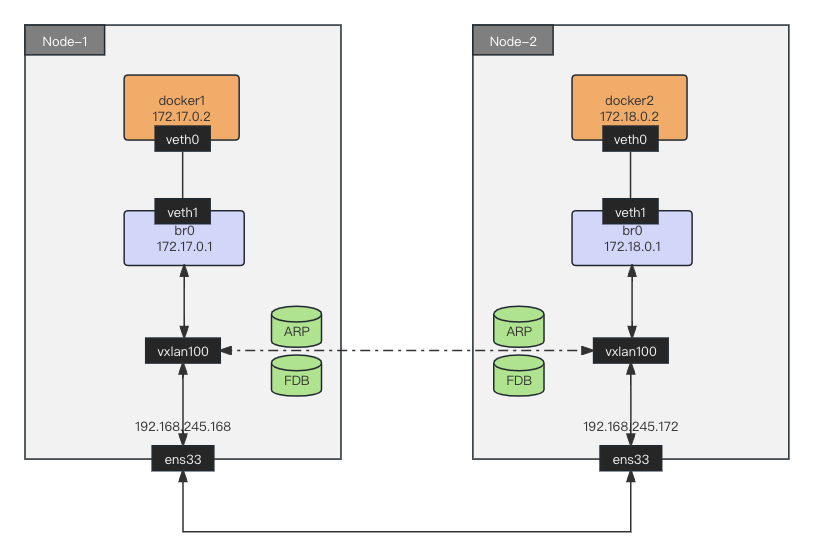 Node-1
docker1
172.17.0.2
veth0
veth1
br0
172.17.0.1
ARP
vxlan100
FDB
192.168.245.168
ens33
Node-2
docker2
172.18.0.2
veth0
veth1
br0
172.18.0.1
ARP
vxlan100
FDB
192.168.245.172
ens33